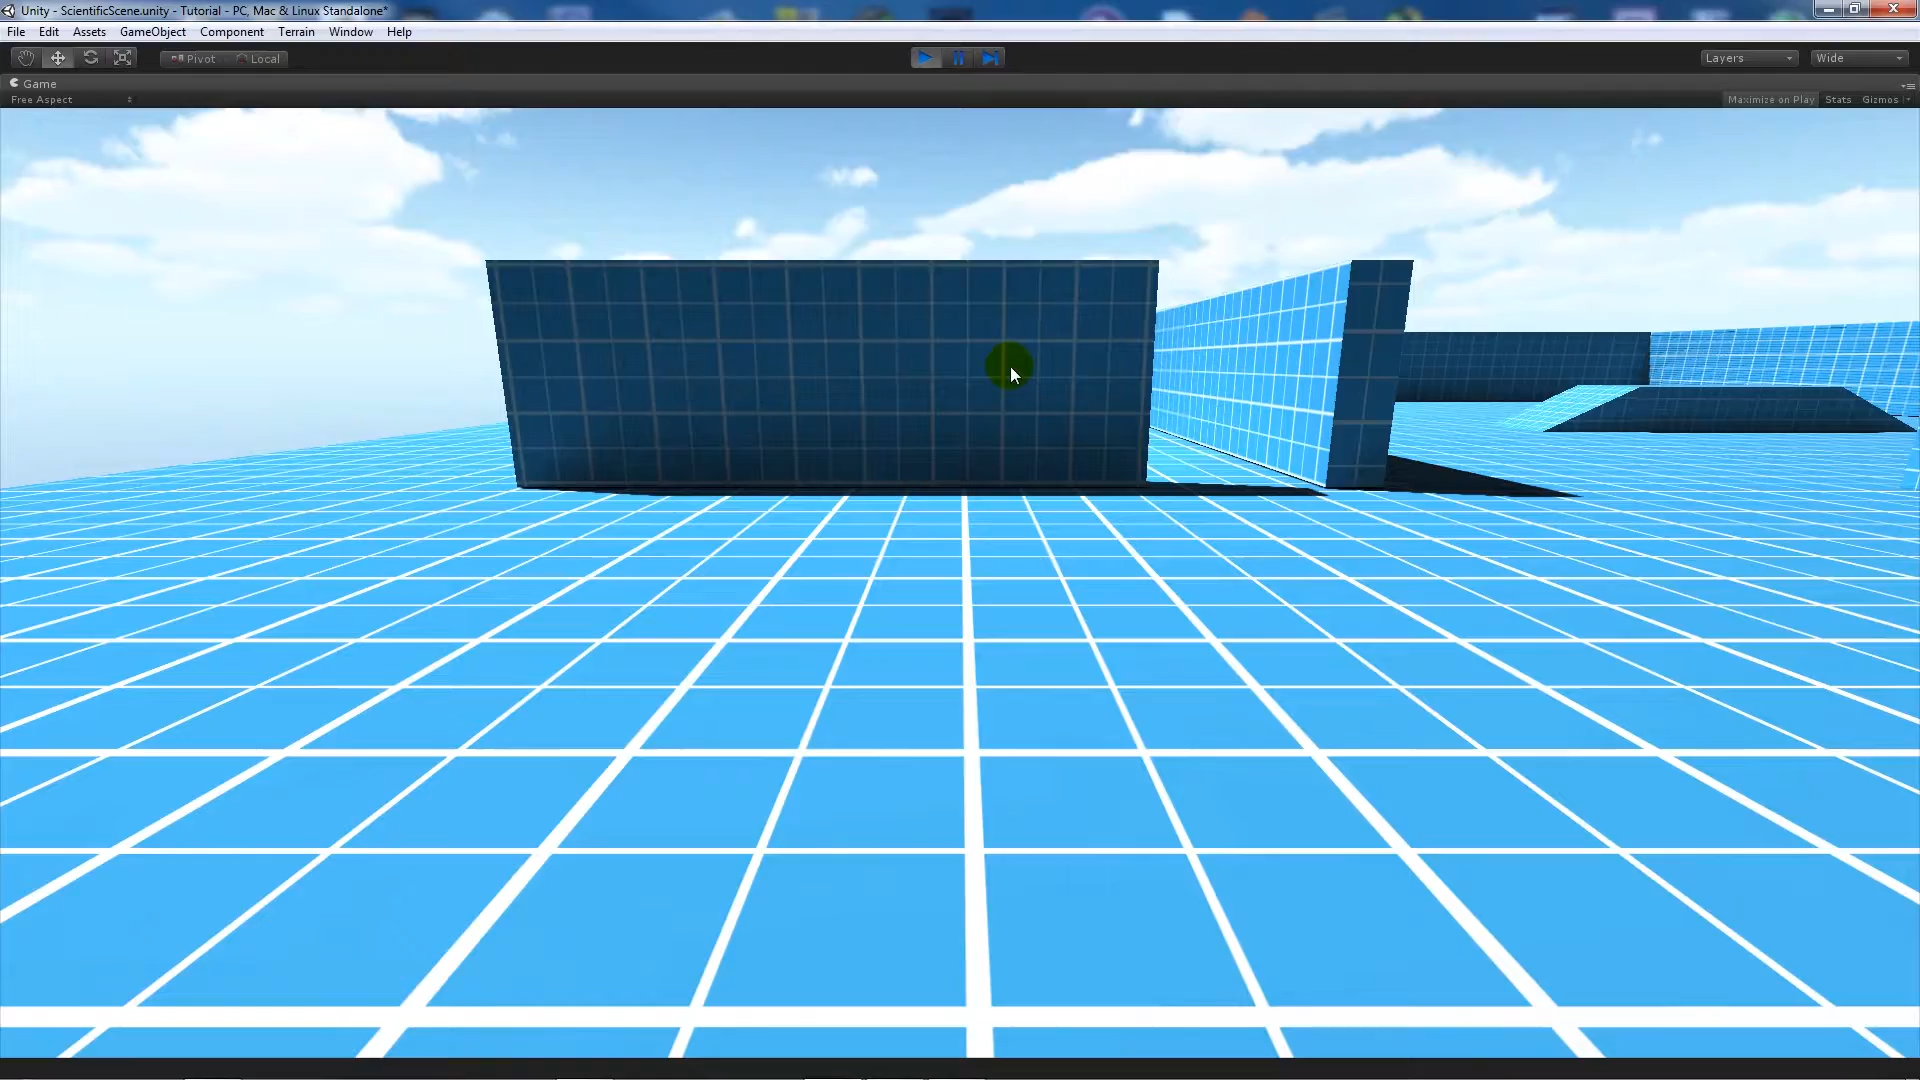 Unity - ScientificScene.unity - Tutorial - PC, Mac & Linux Standalone*
File Edit Assets GameObject Component Terrain Window Help
Pivot Local Layers Wide
Game
Free Aspect Maximize on Play Stats Gizmos